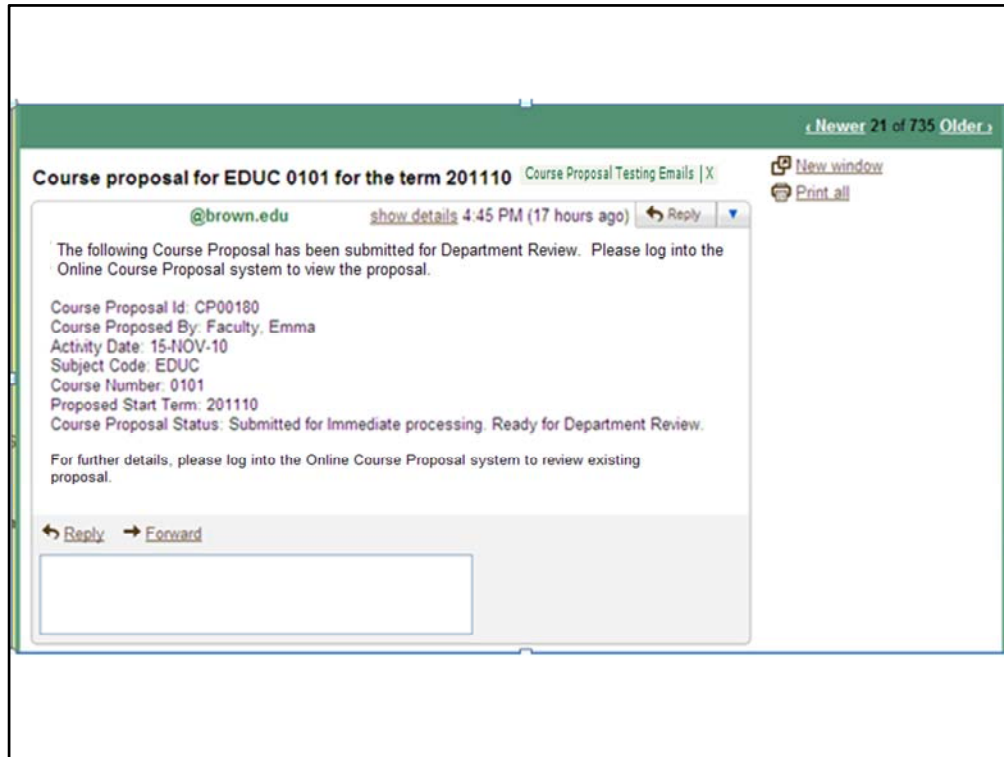 ‹ Newer 21 of 735 Older ›
Course proposal for EDUC 0101 for the term 201110 Course Proposal Testing Emails | X
New window
Print all
@brown.edu show details 4:45 PM (17 hours ago) Reply
The following Course Proposal has been submitted for Department Review. Please log into the
Online Course Proposal system to view the proposal.
Course Proposal Id: CP00180
Course Proposed By: Faculty, Emma
Activity Date: 15-NOV-10
Subject Code: EDUC
Course Number: 0101
Proposed Start Term: 201110
Course Proposal Status: Submitted for Immediate processing. Ready for Department Review.
For further details, please log into the Online Course Proposal system to review existing
proposal.
Reply Forward